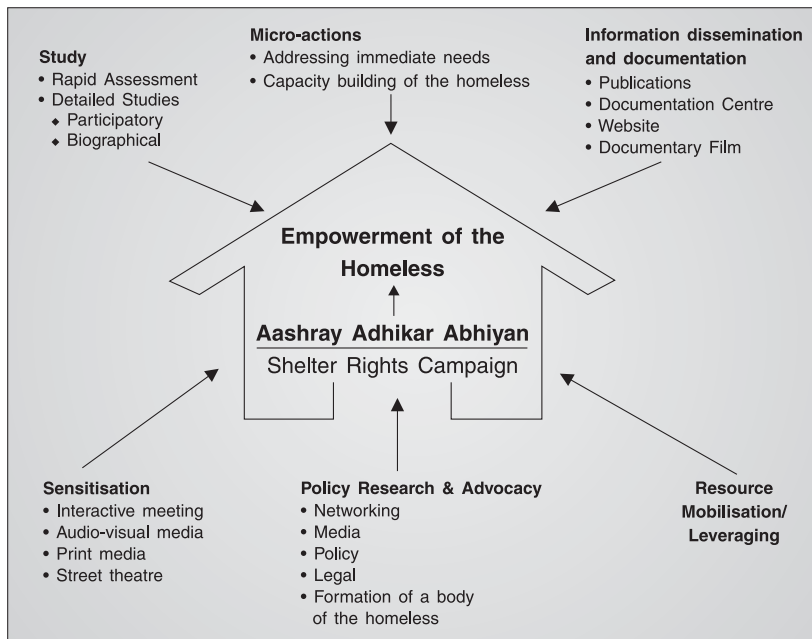 Study
• Rapid Assessment
• Detailed Studies
◆ Participatory
◆ Biographical
Micro-actions
• Addressing immediate needs
• Capacity building of the homeless
Information dissemination
and documentation
• Publications
• Documentation Centre
• Website
• Documentary Film
Empowerment of the
Homeless
Aashray Adhikar Abhiyan
Shelter Rights Campaign
Sensitisation
• Interactive meeting
• Audio-visual media
• Print media
• Street theatre
Policy Research & Advocacy
• Networking
• Media
• Policy
• Legal
• Formation of a body
of the homeless
Resource
Mobilisation/
Leveraging